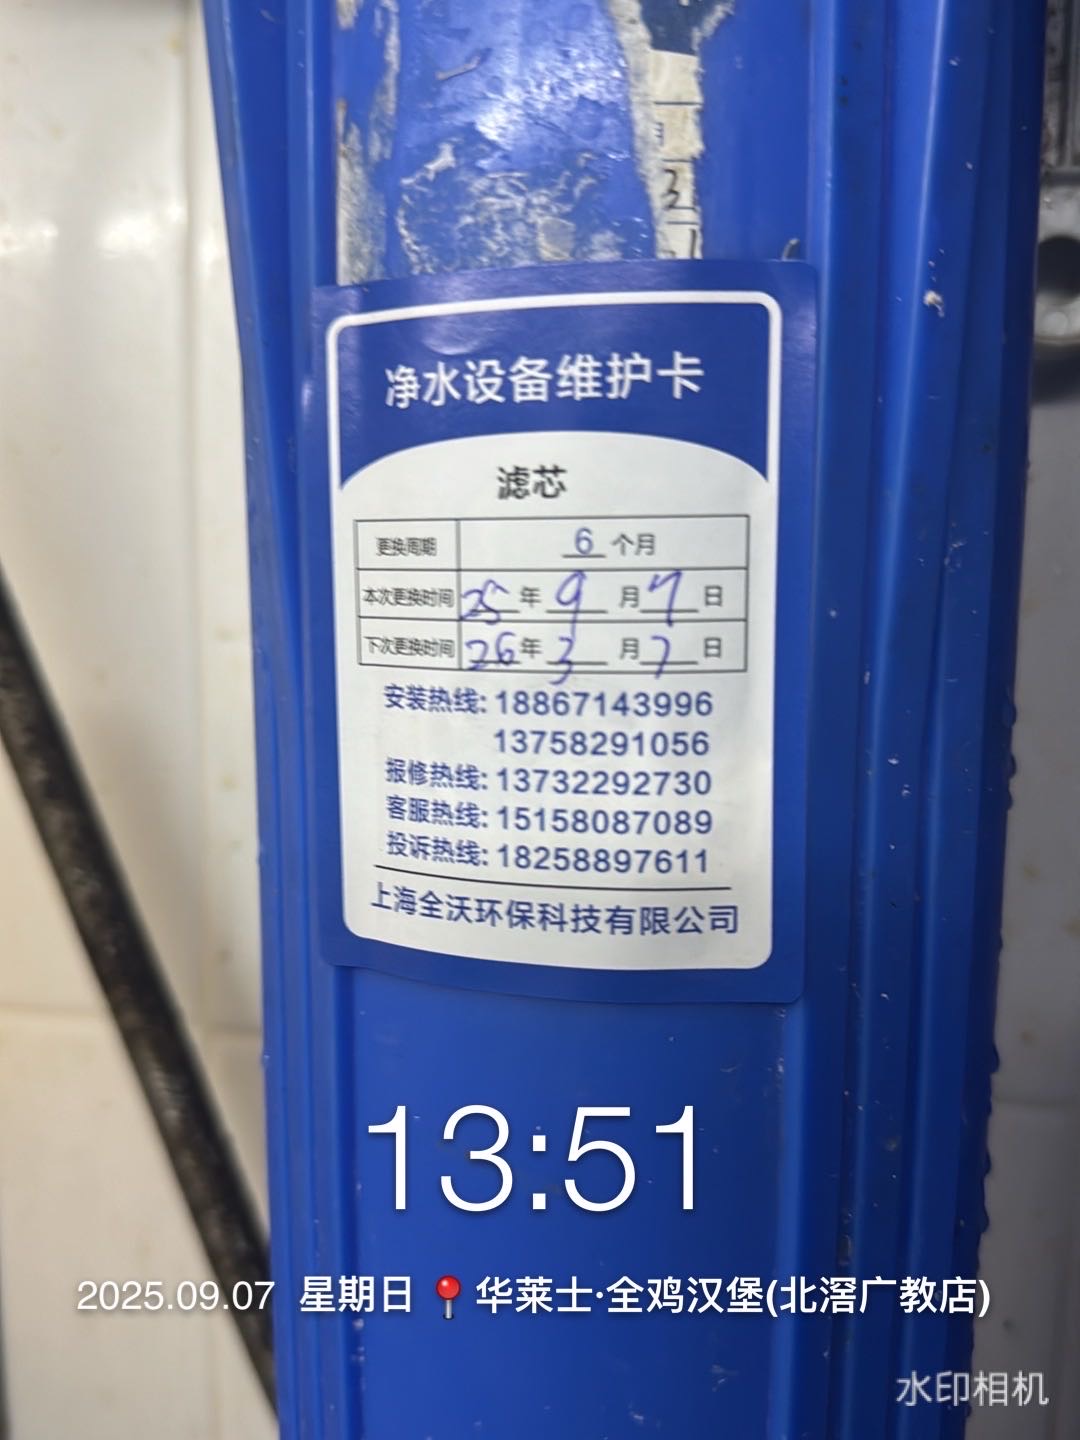 净水设备维护卡
滤芯
更换周期 6 个月
本次更换时间 25年 9 月 7 日
下次更换时间 26年 3 月 7 日
安装热线: 18867143996
13758291056
报修热线: 13732292730
客服热线: 15158087089
投诉热线: 18258897611
上海全沃环保科技有限公司
13:51
2025.09.07 星期日 📍 华莱士·全鸡汉堡(北滘广教店)
水印相机